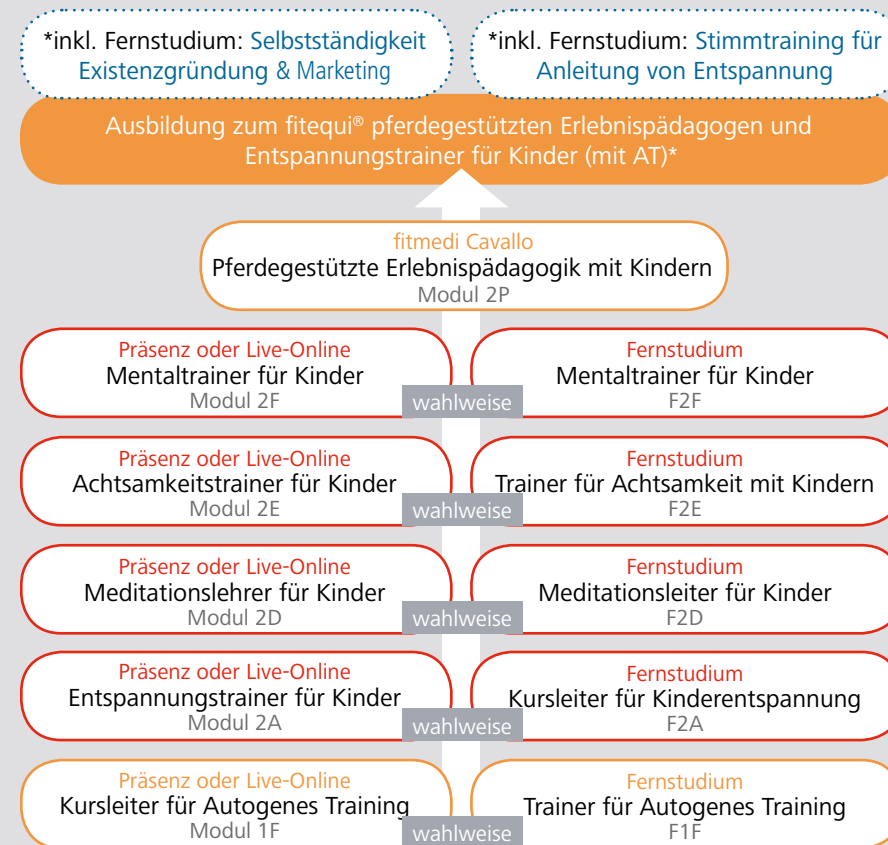 *inkl. Fernstudium: Selbstständigkeit
Existenzgründung & Marketing
*inkl. Fernstudium: Stimmtraining für
Anleitung von Entspannung
Ausbildung zum fitequi® pferdegestützten Erlebnispädagogen und
Entspannungstrainer für Kinder (mit AT)*
fitmedi Cavallo
Pferdegestützte Erlebnispädagogik mit Kindern
Modul 2P
Präsenz oder Live-Online
Mentaltrainer für Kinder
Modul 2F
wahlweise
Fernstudium
Mentaltrainer für Kinder
F2F
Präsenz oder Live-Online
Achtsamkeitstrainer für Kinder
Modul 2E
wahlweise
Fernstudium
Trainer für Achtsamkeit mit Kindern
F2E
Präsenz oder Live-Online
Meditationslehrer für Kinder
Modul 2D
wahlweise
Fernstudium
Meditationsleiter für Kinder
F2D
Präsenz oder Live-Online
Entspannungstrainer für Kinder
Modul 2A
wahlweise
Fernstudium
Kursleiter für Kinderentspannung
F2A
Präsenz oder Live-Online
Kursleiter für Autogenes Training
Modul 1F
wahlweise
Fernstudium
Trainer für Autogenes Training
F1F